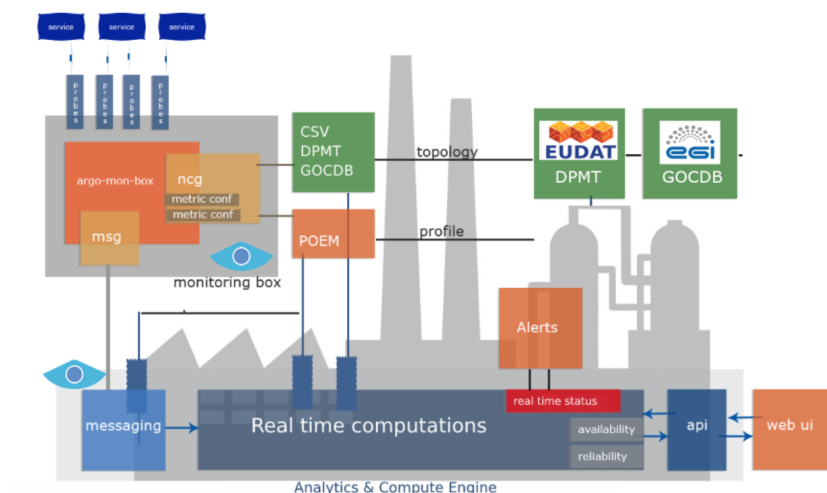 service
service
service
probes
probes
probes
probes
argo-mon-box
ncg
metric conf
metric conf
msg
monitoring box
CSV
DPMT
GOCDB
POEM
topology
profile
EUDAT
DPMT
egi
GOCDB
Alerts
real time status
messaging
Real time computations
availability
reliability
api
web ui
Analytics & Compute Engine